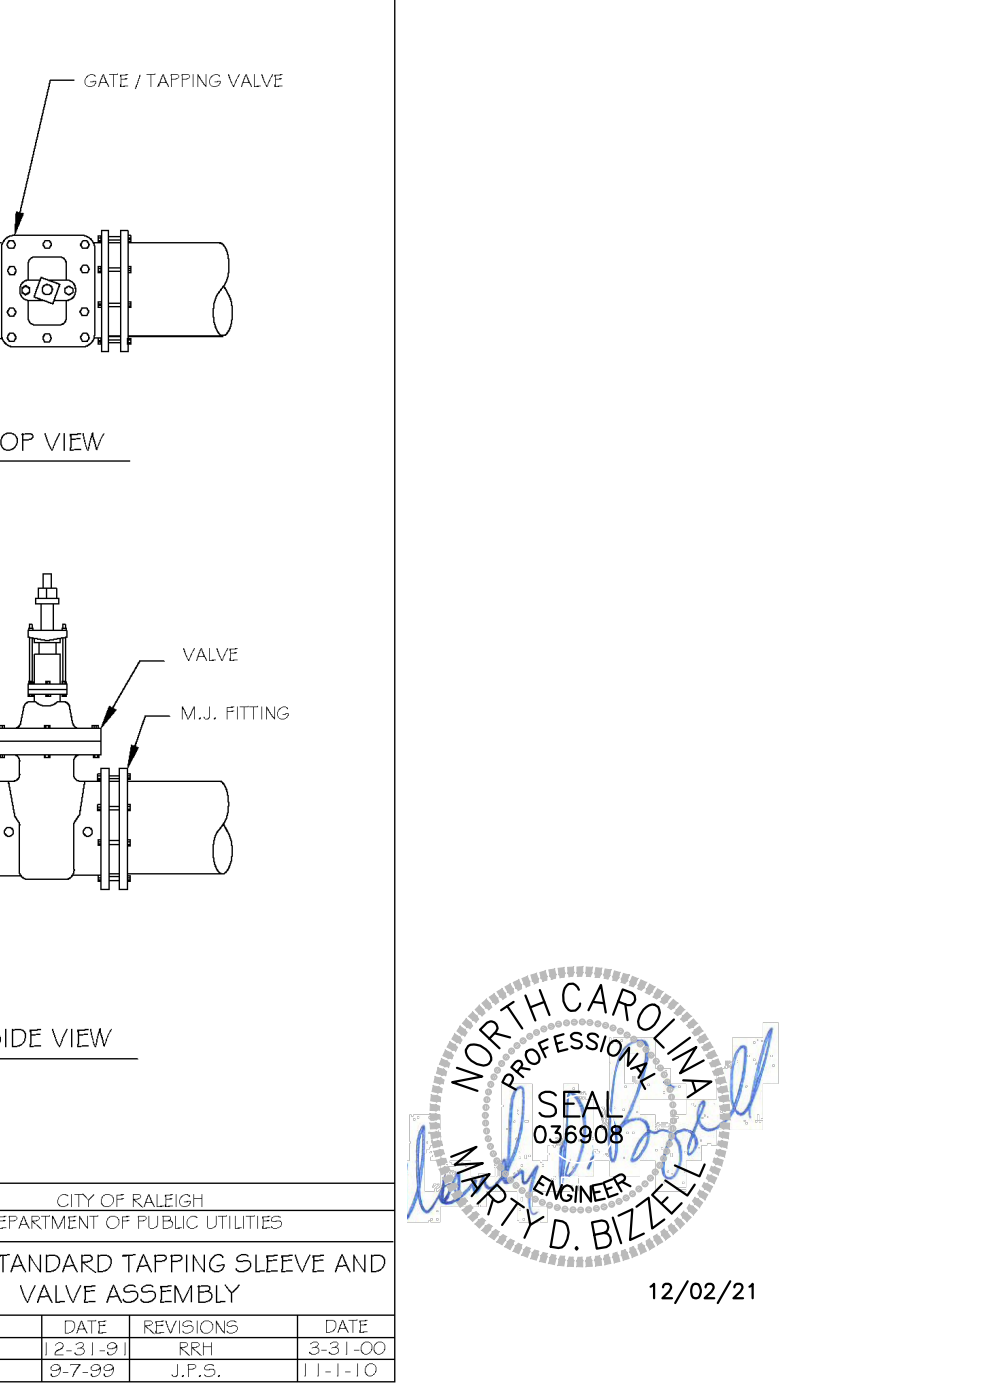 GATE / TAPPING VALVE
OP VIEW
VALVE
M.J. FITTING
IDE VIEW
NORTH CAROLINA
PROFESSIONAL
SEAL
036908
ENGINEER
MARTY D. BIZZELL
Marty D. Bizzell
12/02/21
CITY OF RALEIGH
EPARTMENT OF PUBLIC UTILITIES
TANDARD TAPPING SLEEVE AND
VALVE ASSEMBLY
DATE REVISIONS DATE
12-31-91 RRH 3-31-00
9-7-99 J.P.S. 11-1-10